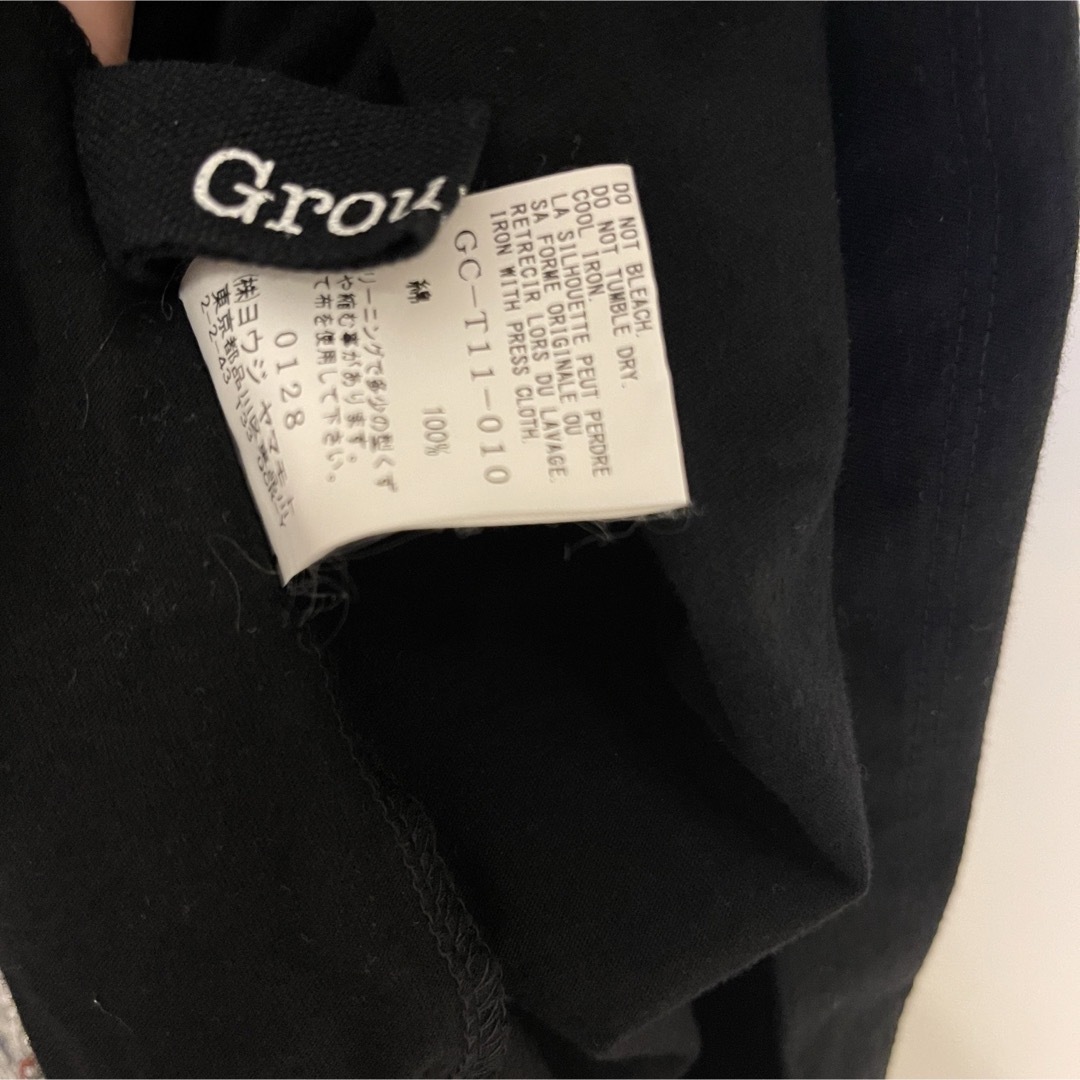 Grou
DO NOT BLEACH.
DO NOT TUMBLE DRY.
COOL IRON.
LA SILHOUETTE PEUT PERDRE
SA FORME ORIGINALE OU
RETRECIR LORS DU LAVAGE.
IRON WITH PRESS CLOTH.
GC-T11-010
綿 100%
リーニングで多少の型くず
や縮む事があります。
て布を使用して下さい。
0128
(株)ヨウジヤマモト
東京都品川区
2-2-43